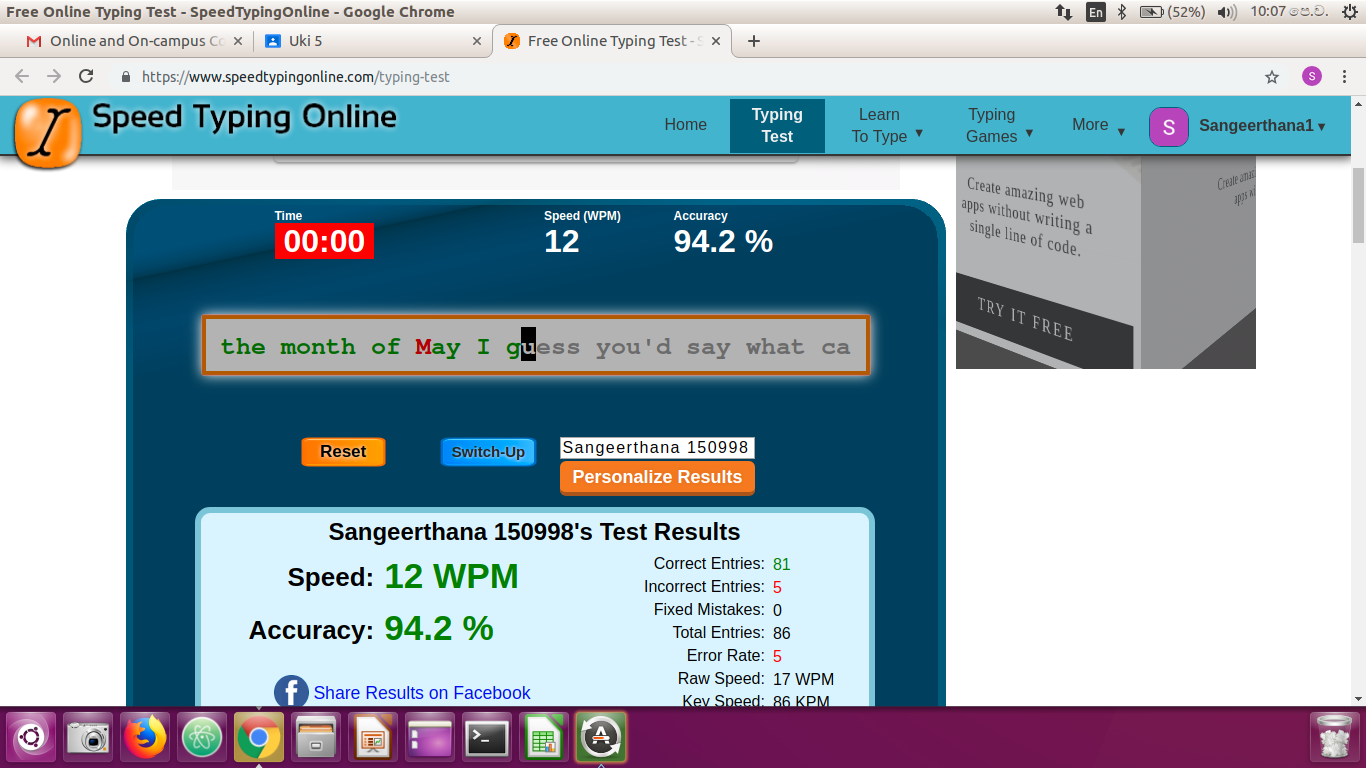 Free Online Typing Test - SpeedTypingOnline - Google Chrome
En (52%) 10:07 පෙ.ව.
Online and On-campus Co
Uki 5
Free Online Typing Test - S
https://www.speedtypingonline.com/typing-test
S
Speed Typing Online
Home
Typing Test
Learn To Type ▼
Typing Games ▼
More ▼
S
Sangeerthana1 ▾
Create amazing web
apps without writing a
single line of code.
TRY IT FREE
Create amaz
apps wi
Time
00:00
Speed (WPM)
12
Accuracy
94.2 %
the month of May I guess you'd say what ca
Reset
Switch-Up
Sangeerthana 150998
Personalize Results
Sangeerthana 150998's Test Results
Speed: 12 WPM
Accuracy: 94.2 %
Share Results on Facebook
Correct Entries: 81
Incorrect Entries: 5
Fixed Mistakes: 0
Total Entries: 86
Error Rate: 5
Raw Speed: 17 WPM
Key Speed: 86 KPM